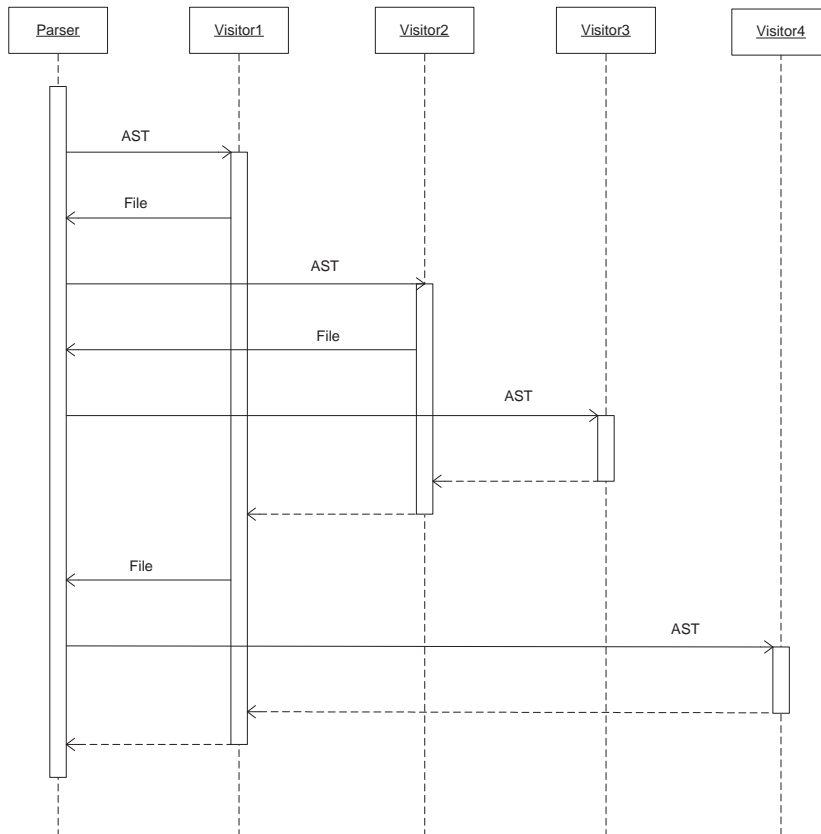 Parser
Visitor1
Visitor2
Visitor3
Visitor4
AST
File
AST
File
AST
File
AST